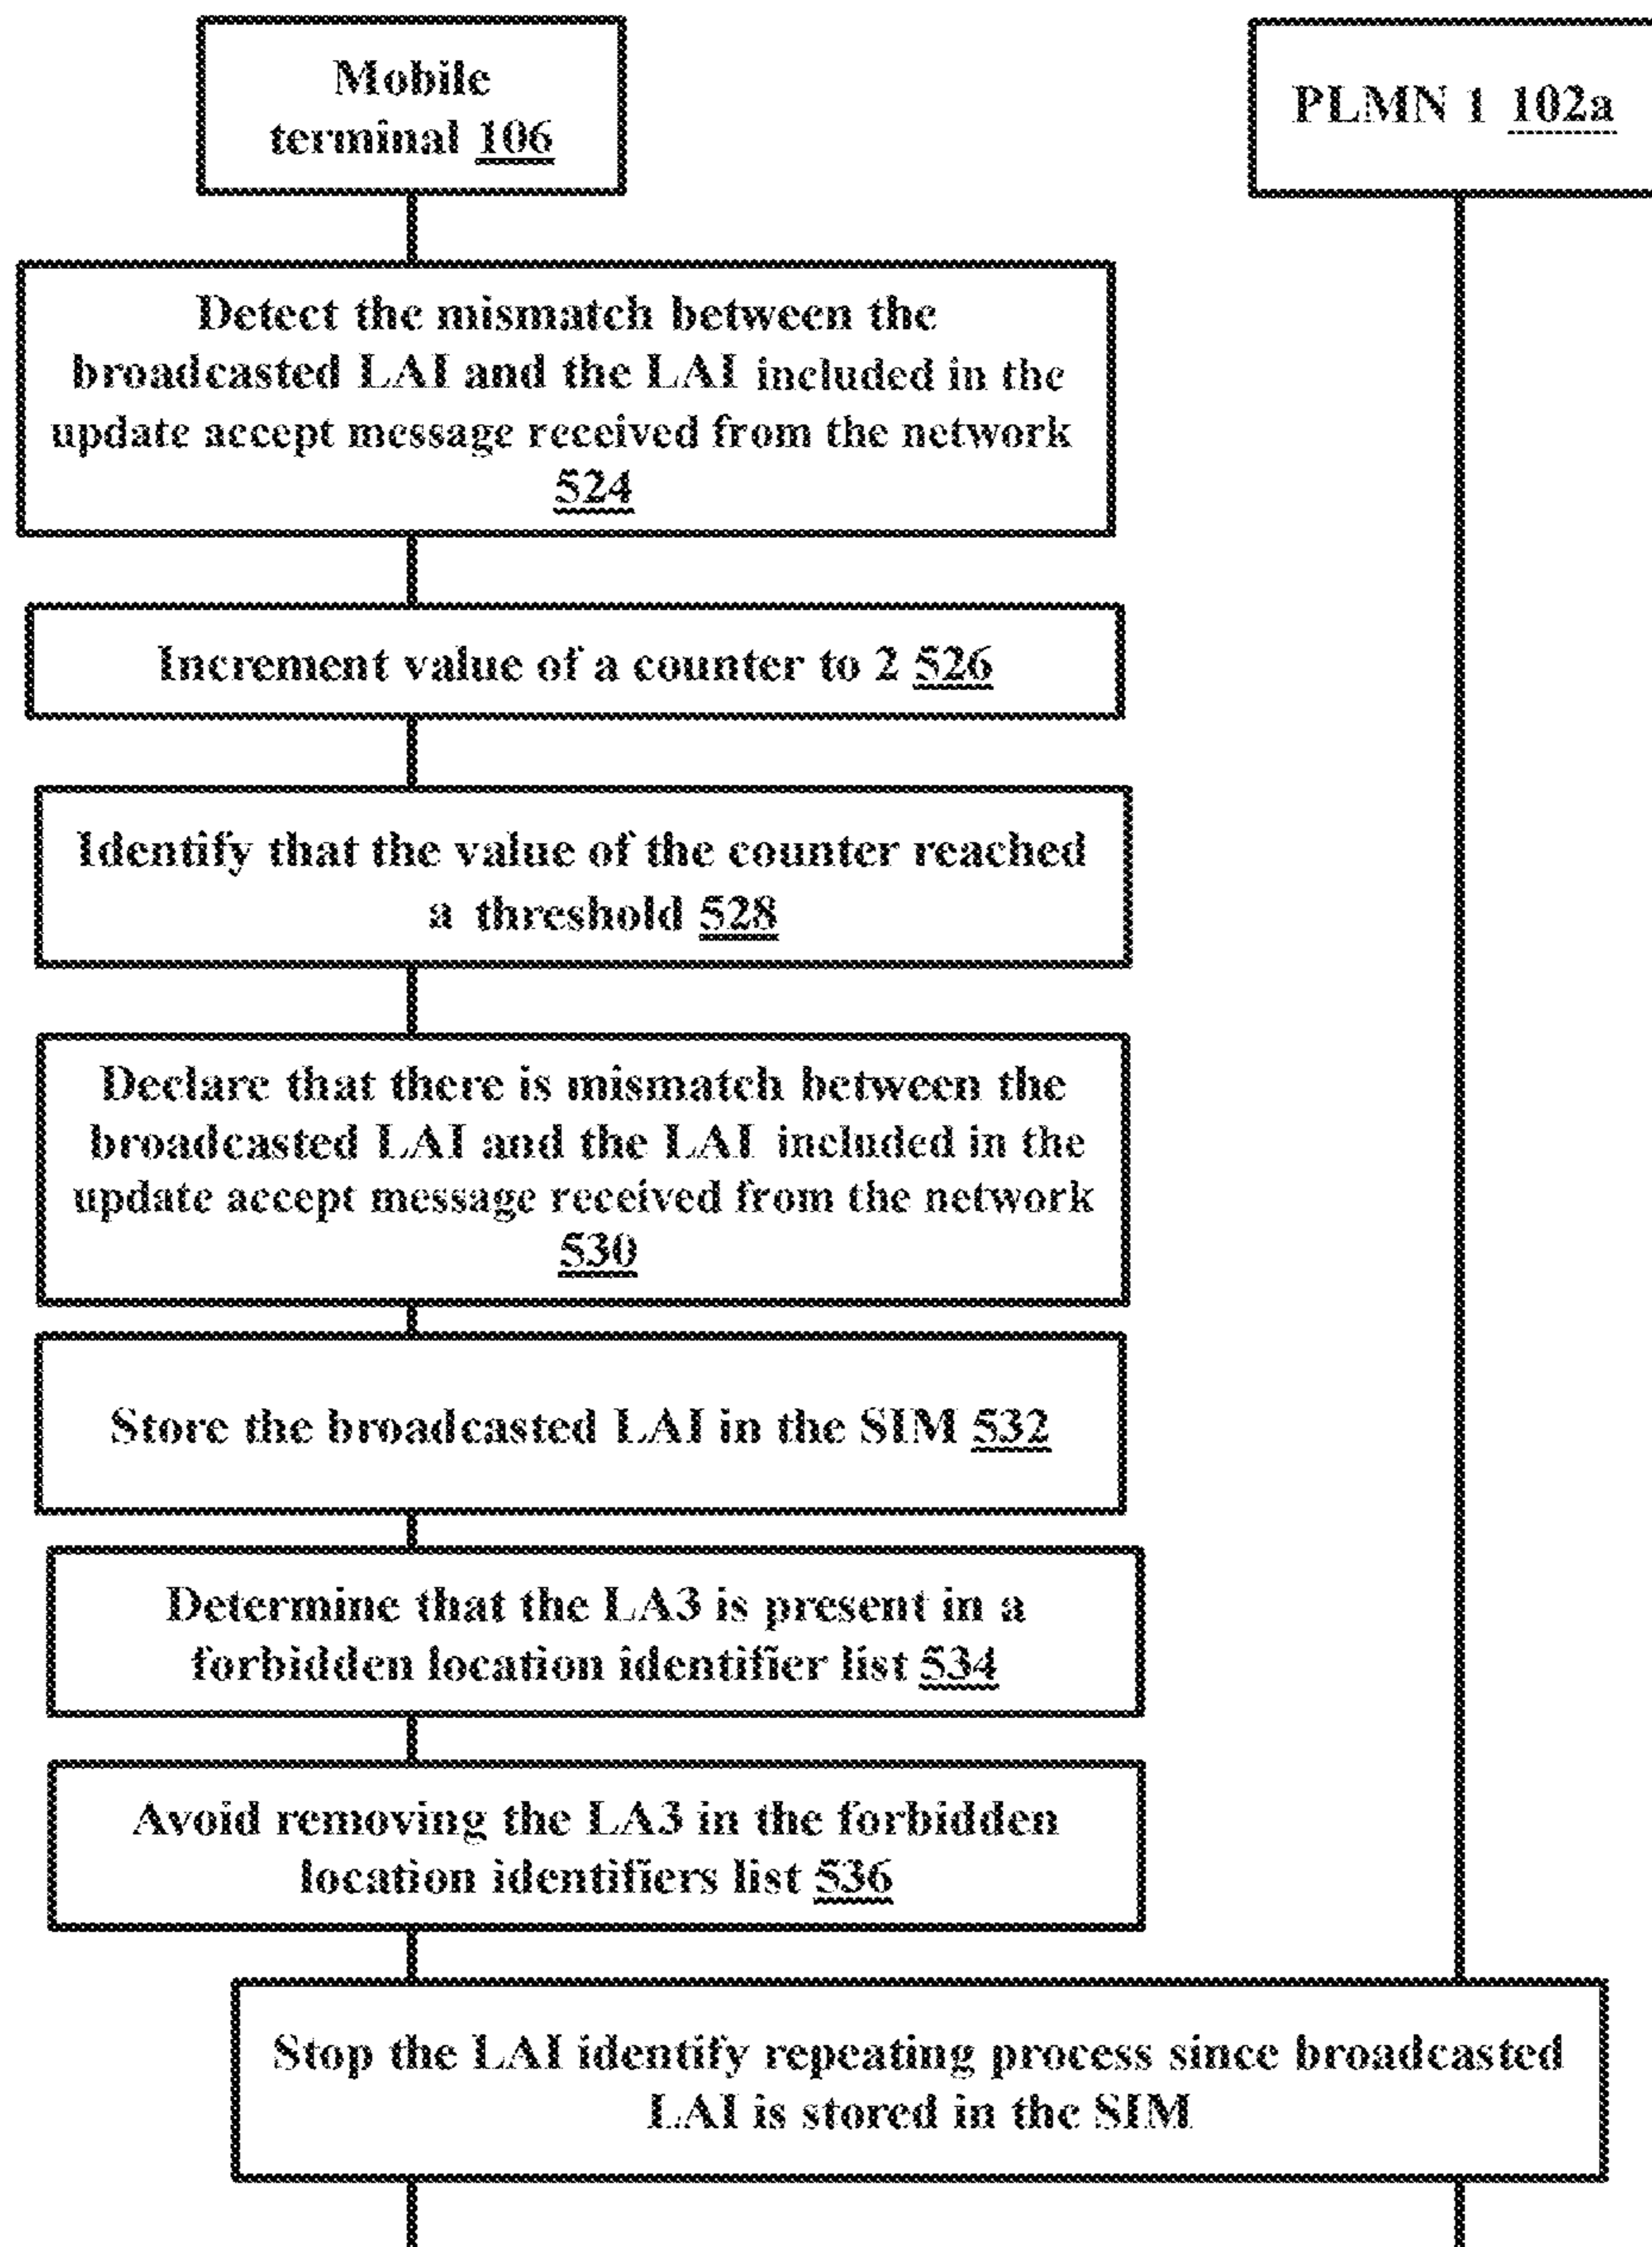 Mobile
terminal 106
PLMN 1 102a
Detect the mismatch between the
broadcasted LAI and the LAI included in the
update accept message received from the network
524
Increment value of a counter to 2 526
Identify that the value of the counter reached
a threshold 528
Declare that there is mismatch between the
broadcasted LAI and the LAI included in the
update accept message received from the network
530
Store the broadcasted LAI in the SIM 532
Determine that the LA3 is present in a
forbidden location identifier list 534
Avoid removing the LA3 in the forbidden
location identifiers list 536
Stop the LAI identify repeating process since broadcasted
LAI is stored in the SIM